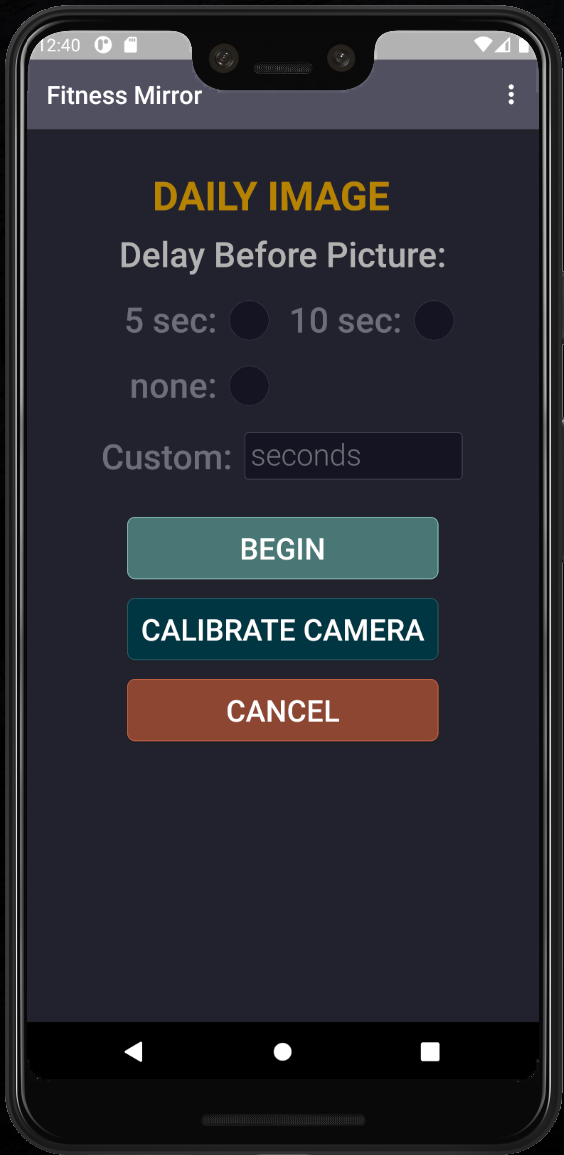 12:40
Fitness Mirror
DAILY IMAGE
Delay Before Picture:
5 sec: 10 sec:
none:
Custom: seconds
BEGIN
CALIBRATE CAMERA
CANCEL